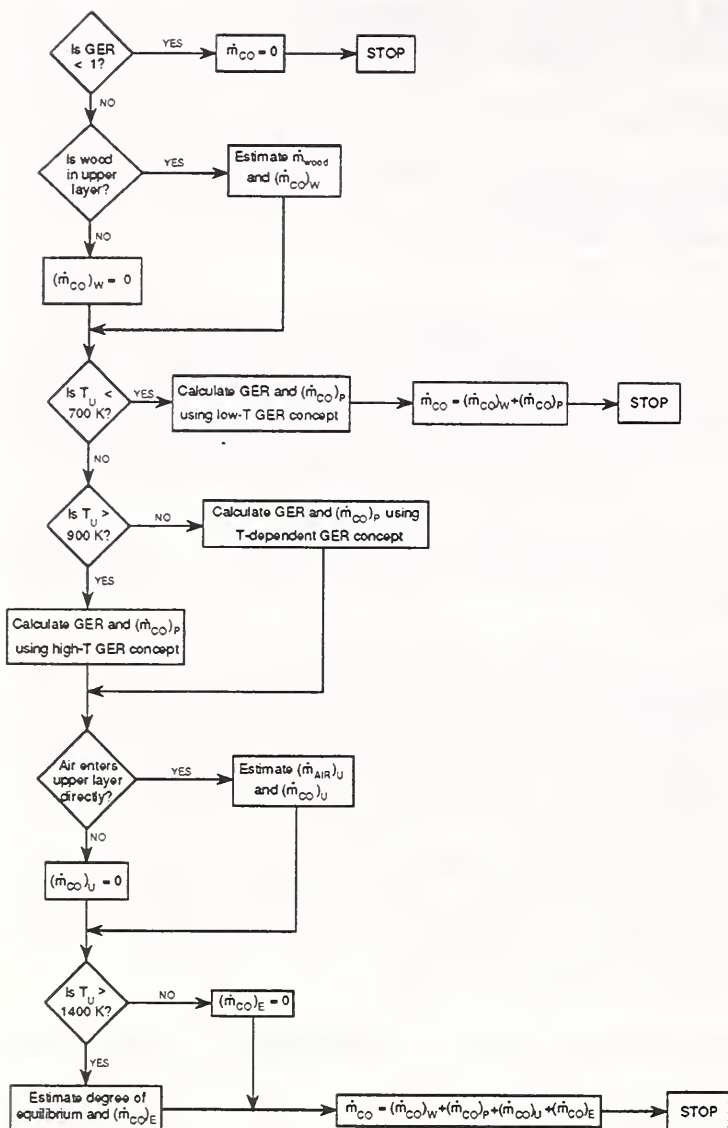 Is GER
< 1?
YES
ṁCO = 0
STOP
NO
Is wood
in upper
layer?
YES
Estimate ṁwood
and (ṁCO)W
NO
(ṁCO)W = 0
Is TU <
700 K?
YES
Calculate GER and (ṁCO)P
using low-T GER concept
ṁCO = (ṁCO)W+(ṁCO)P
STOP
NO
Is TU >
900 K?
NO
Calculate GER and (ṁCO)P using
T-dependent GER concept
YES
Calculate GER and (ṁCO)P
using high-T GER concept
Air enters
upper layer
directly?
YES
Estimate (ṁAIR)U
and (ṁCO)U
NO
(ṁCO)U = 0
Is TU >
1400 K?
NO
(ṁCO)E = 0
YES
Estimate degree of
equilibrium and (ṁCO)E
ṁCO = (ṁCO)W+(ṁCO)P+(ṁCO)U+(ṁCO)E
STOP